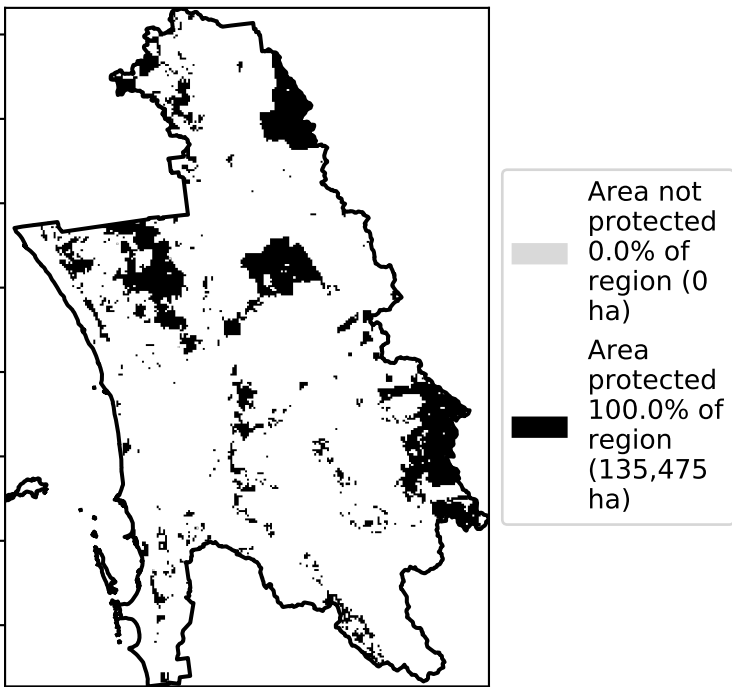 Area not
protected
0.0% of
region (0
ha)
Area
protected
100.0% of
region
(135,475
ha)